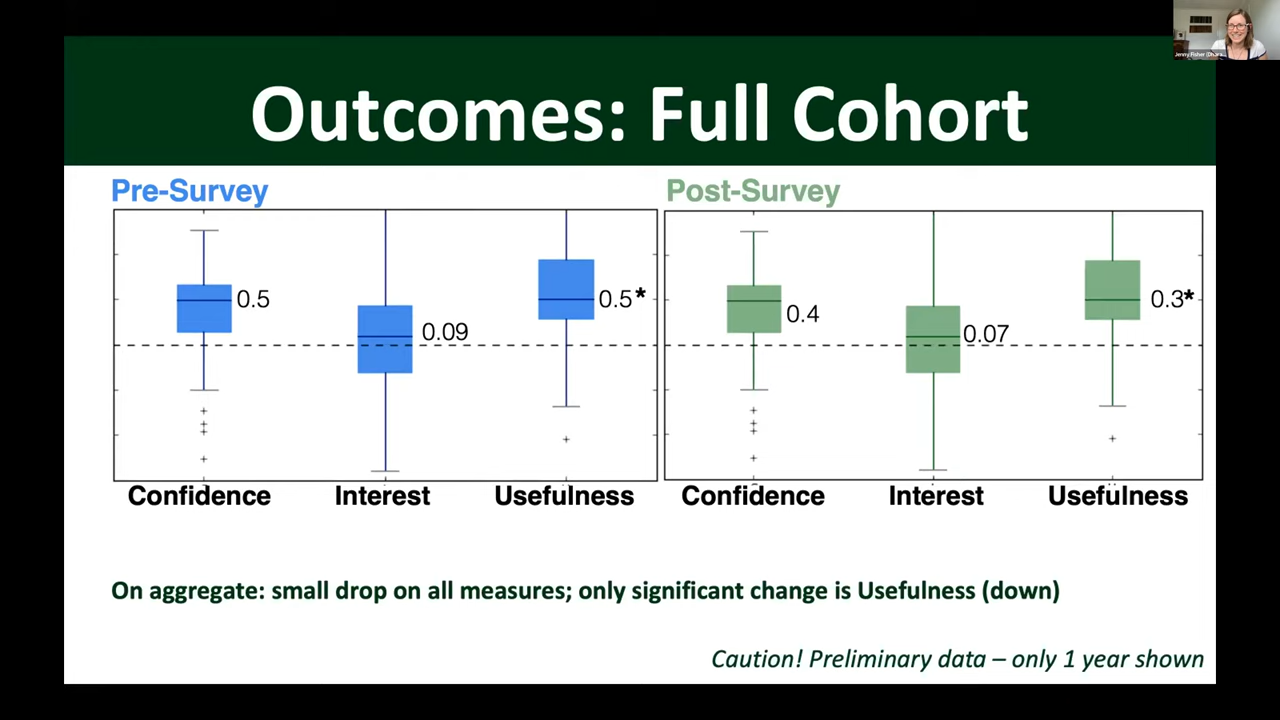 Outcomes: Full Cohort
Pre-Survey
Post-Survey
0.5
0.09
0.5*
0.4
0.07
0.3*
Confidence Interest Usefulness
Confidence Interest Usefulness
On aggregate: small drop on all measures; only significant change is Usefulness (down)
Caution! Preliminary data – only 1 year shown
Jenny Fisher